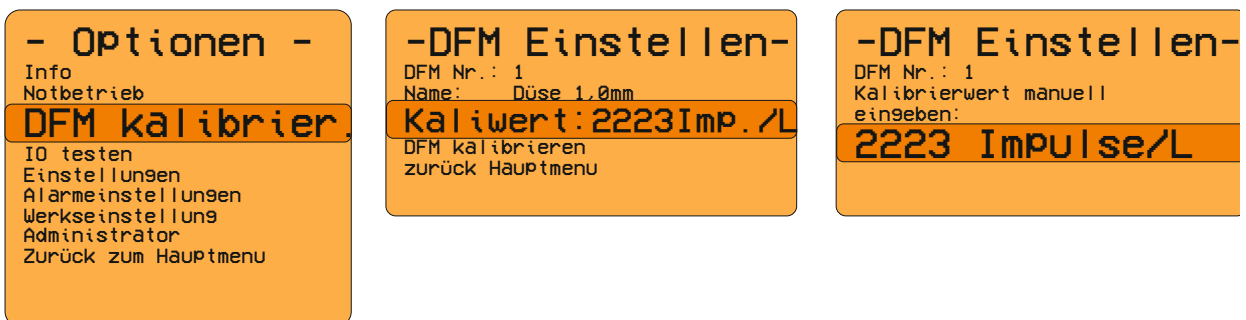 - Optionen -
Info
Notbetrieb
DFM kalibrier.
IO testen
Einstellungen
Alarmeinstellungen
Werkseinstellung
Administrator
Zurück zum Hauptmenu
-DFM Einstellen-
DFM Nr.: 1
Name: Düse 1,0mm
Kaliwert:2223Imp./L
DFM kalibrieren
zurück Hauptmenu
-DFM Einstellen-
DFM Nr.: 1
Kalibrierwert manuell
eingeben:
2223 Impulse/L